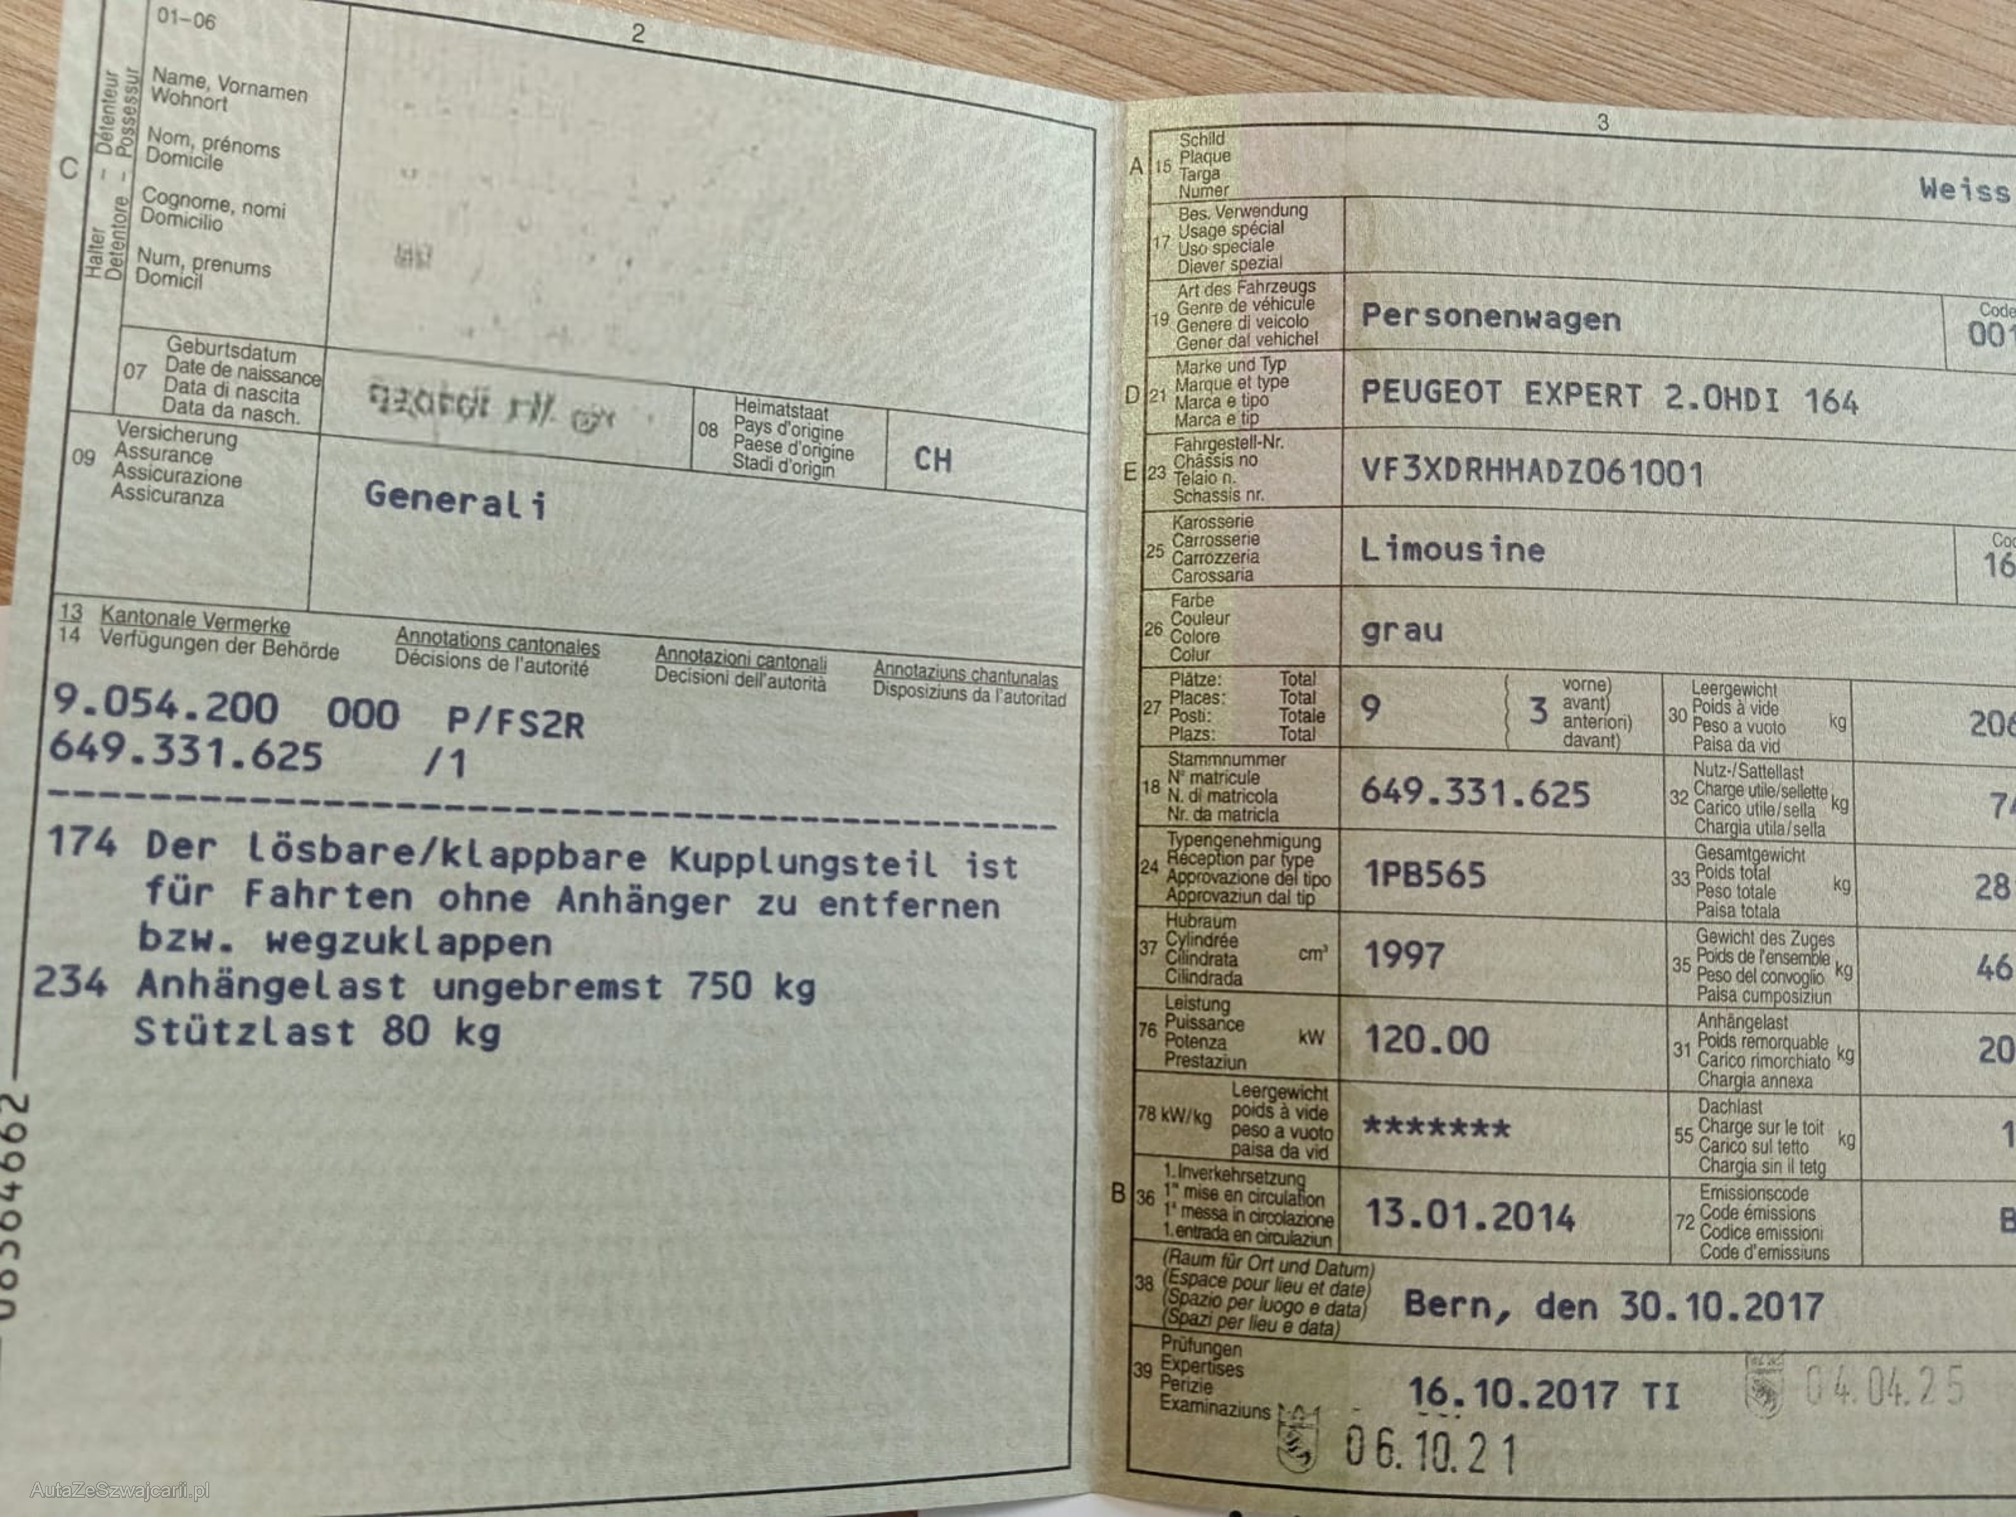 01–06
2
Name, Vornamen
Wohnort
Nom, prénoms
Domicile
Cognome, nomi
Domicilio
Num, prenums
Domicil
C
Halter – Détenteur
Detentore – Possessur
07
Geburtsdatum
Date de naissance
Data di nascita
Data da nasch.
08
Heimatstaat
Pays d'origine
Paese d'origine
Stadi d'origin
CH
09
Versicherung
Assurance
Assicurazione
Assicuranza
Generali
13 Kantonale Vermerke
14 Verfügungen der Behörde
Annotations cantonales
Décisions de l'autorité
Annotazioni cantonali
Decisioni dell'autorità
Annotaziuns chantunalas
Disposiziuns da l'autoritad
9.054.200 000 P/FS2R
649.331.625 /1
174 Der lösbare/klappbare Kupplungsteil ist
für Fahrten ohne Anhänger zu entfernen
bzw. wegzuklappen
234 Anhängelast ungebremst 750 kg
Stützlast 80 kg
AutaZeSzwajcarii.pl
3
A 15
Schild
Plaque
Targa
Numer
Weiss
17
Bes. Verwendung
Usage spécial
Uso speciale
Diever spezial
19
Art des Fahrzeugs
Genre de véhicule
Genere di veicolo
Gener dal vehichel
Personenwagen
Code
001
D 21
Marke und Typ
Marque et type
Marca e tipo
Marca e tip
PEUGEOT EXPERT 2.0HDI 164
E 23
Fahrgestell-Nr.
Châssis no
Telaio n.
Schassis nr.
VF3XDRHHADZ061001
25
Karosserie
Carrosserie
Carrozzeria
Carossaria
Limousine
16
26
Farbe
Couleur
Colore
Colur
grau
27
Plätze: Total
Places: Total
Posti: Totale
Plazs: Total
9
3
vorne)
avant)
anteriori)
davant)
30
Leergewicht
Poids à vide
Peso a vuoto
Paisa da vid
kg
206
18
Stammnummer
N° matricule
N. di matricola
Nr. da matricla
649.331.625
32
Nutz-/Sattellast
Charge utile/sellette
Carico utile/sella
Chargia utila/sella
kg
24
Typengenehmigung
Réception par type
Approvazione del tipo
Approvaziun dal tip
1PB565
33
Gesamtgewicht
Poids total
Peso totale
Paisa totala
kg
28
37
Hubraum
Cylindrée
Cilindrata
Cilindrada
cm³
1997
35
Gewicht des Zuges
Poids de l'ensemble
Peso del convoglio
Paisa cumposiziun
kg
46
76
Leistung
Puissance
Potenza
Prestaziun
kW
120.00
31
Anhängelast
Poids remorquable
Carico rimorchiato
Chargia annexa
kg
20
78 kW/kg
Leergewicht
poids à vide
peso a vuoto
paisa da vid
*******
55
Dachlast
Charge sur le toit
Carico sul tetto
Chargia sin il tetg
kg
1
B 36
1. Inverkehrsetzung
1re mise en circulation
1a messa in circolazione
1. entrada en circulaziun
13.01.2014
72
Emissionscode
Code émissions
Codice emissioni
Code d'emissiuns
B
38
(Raum für Ort und Datum)
(Espace pour lieu et date)
(Spazio per luogo e data)
(Spazi per lieu e data)
Bern, den 30.10.2017
39
Prüfungen
Expertises
Perizie
Examinaziuns
16.10.2017 TI
04.04.25
06.10.21